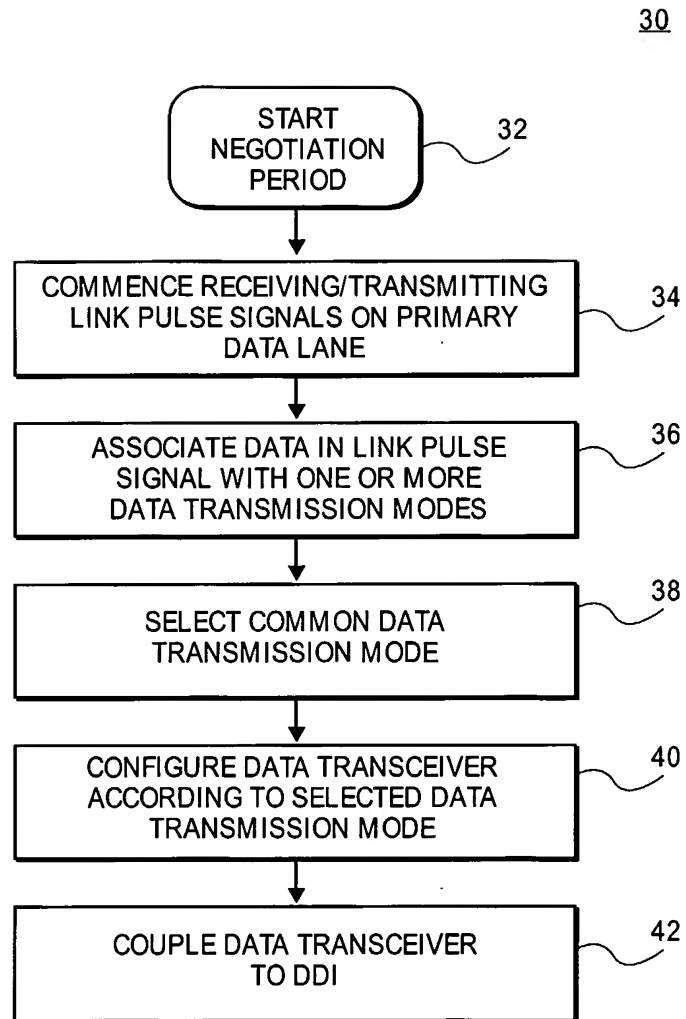 30
START
NEGOTIATION
PERIOD
32
COMMENCE RECEIVING/TRANSMITTING
LINK PULSE SIGNALS ON PRIMARY
DATA LANE
34
ASSOCIATE DATA IN LINK PULSE
SIGNAL WITH ONE OR MORE
DATA TRANSMISSION MODES
36
SELECT COMMON DATA
TRANSMISSION MODE
38
CONFIGURE DATA TRANSCEIVER
ACCORDING TO SELECTED DATA
TRANSMISSION MODE
40
COUPLE DATA TRANSCEIVER
TO DDI
42